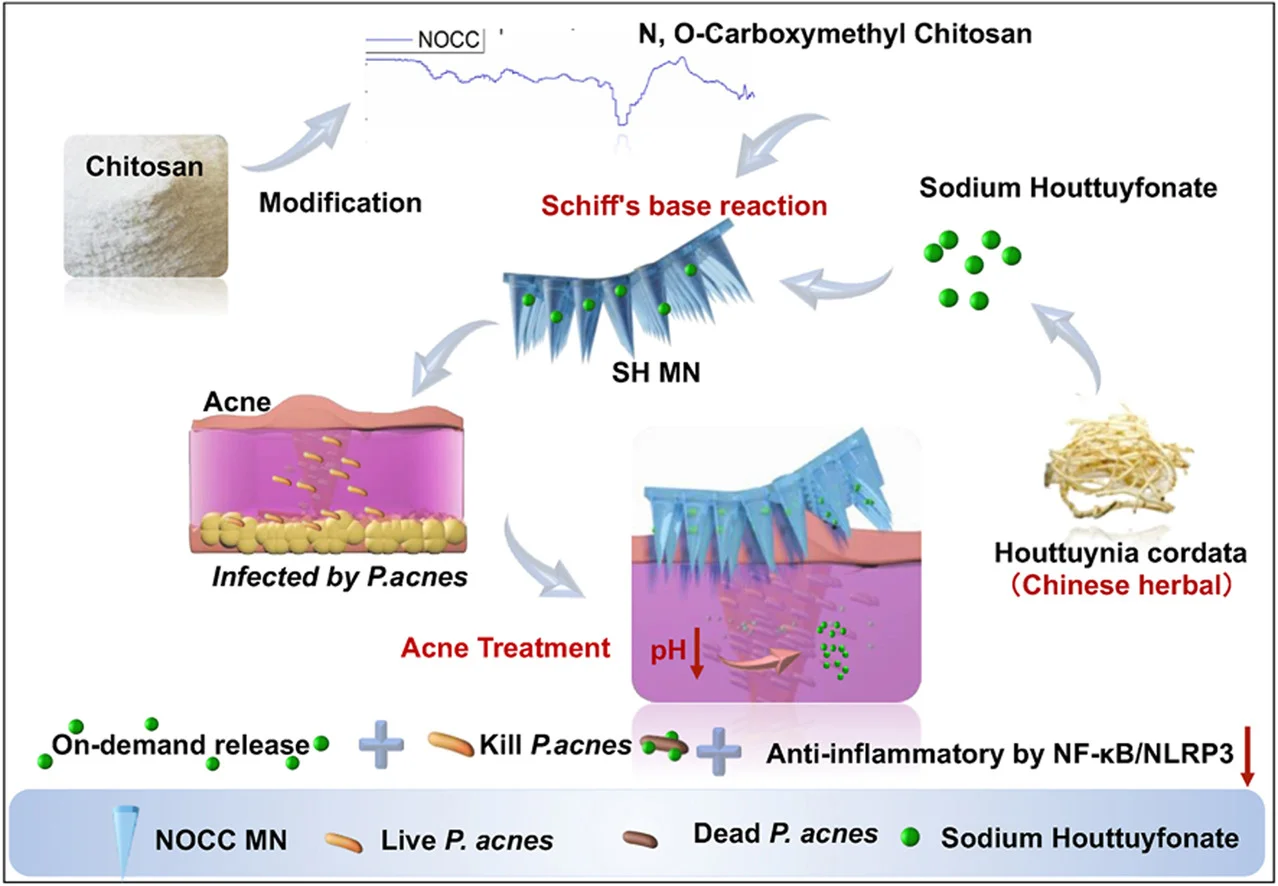 NOCC
N, O-Carboxymethyl Chitosan
Chitosan
Modification
Schiff's base reaction
Sodium Houttuyfonate
SH MN
Acne
Infected by P.acnes
Houttuynia cordata
（Chinese herbal）
Acne Treatment
pH
On-demand release
Kill P.acnes
Anti-inflammatory by NF-κB/NLRP3
NOCC MN
Live P. acnes
Dead P. acnes
Sodium Houttuyfonate